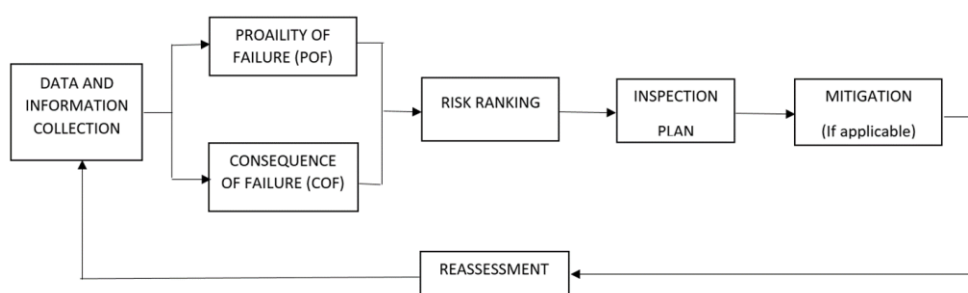 PROAILITY OF
FAILURE (POF)
DATA AND
INFORMATION
COLLECTION
CONSEQUENCE
OF FAILURE (COF)
RISK RANKING
INSPECTION
PLAN
MITIGATION
(If applicable)
REASSESSMENT